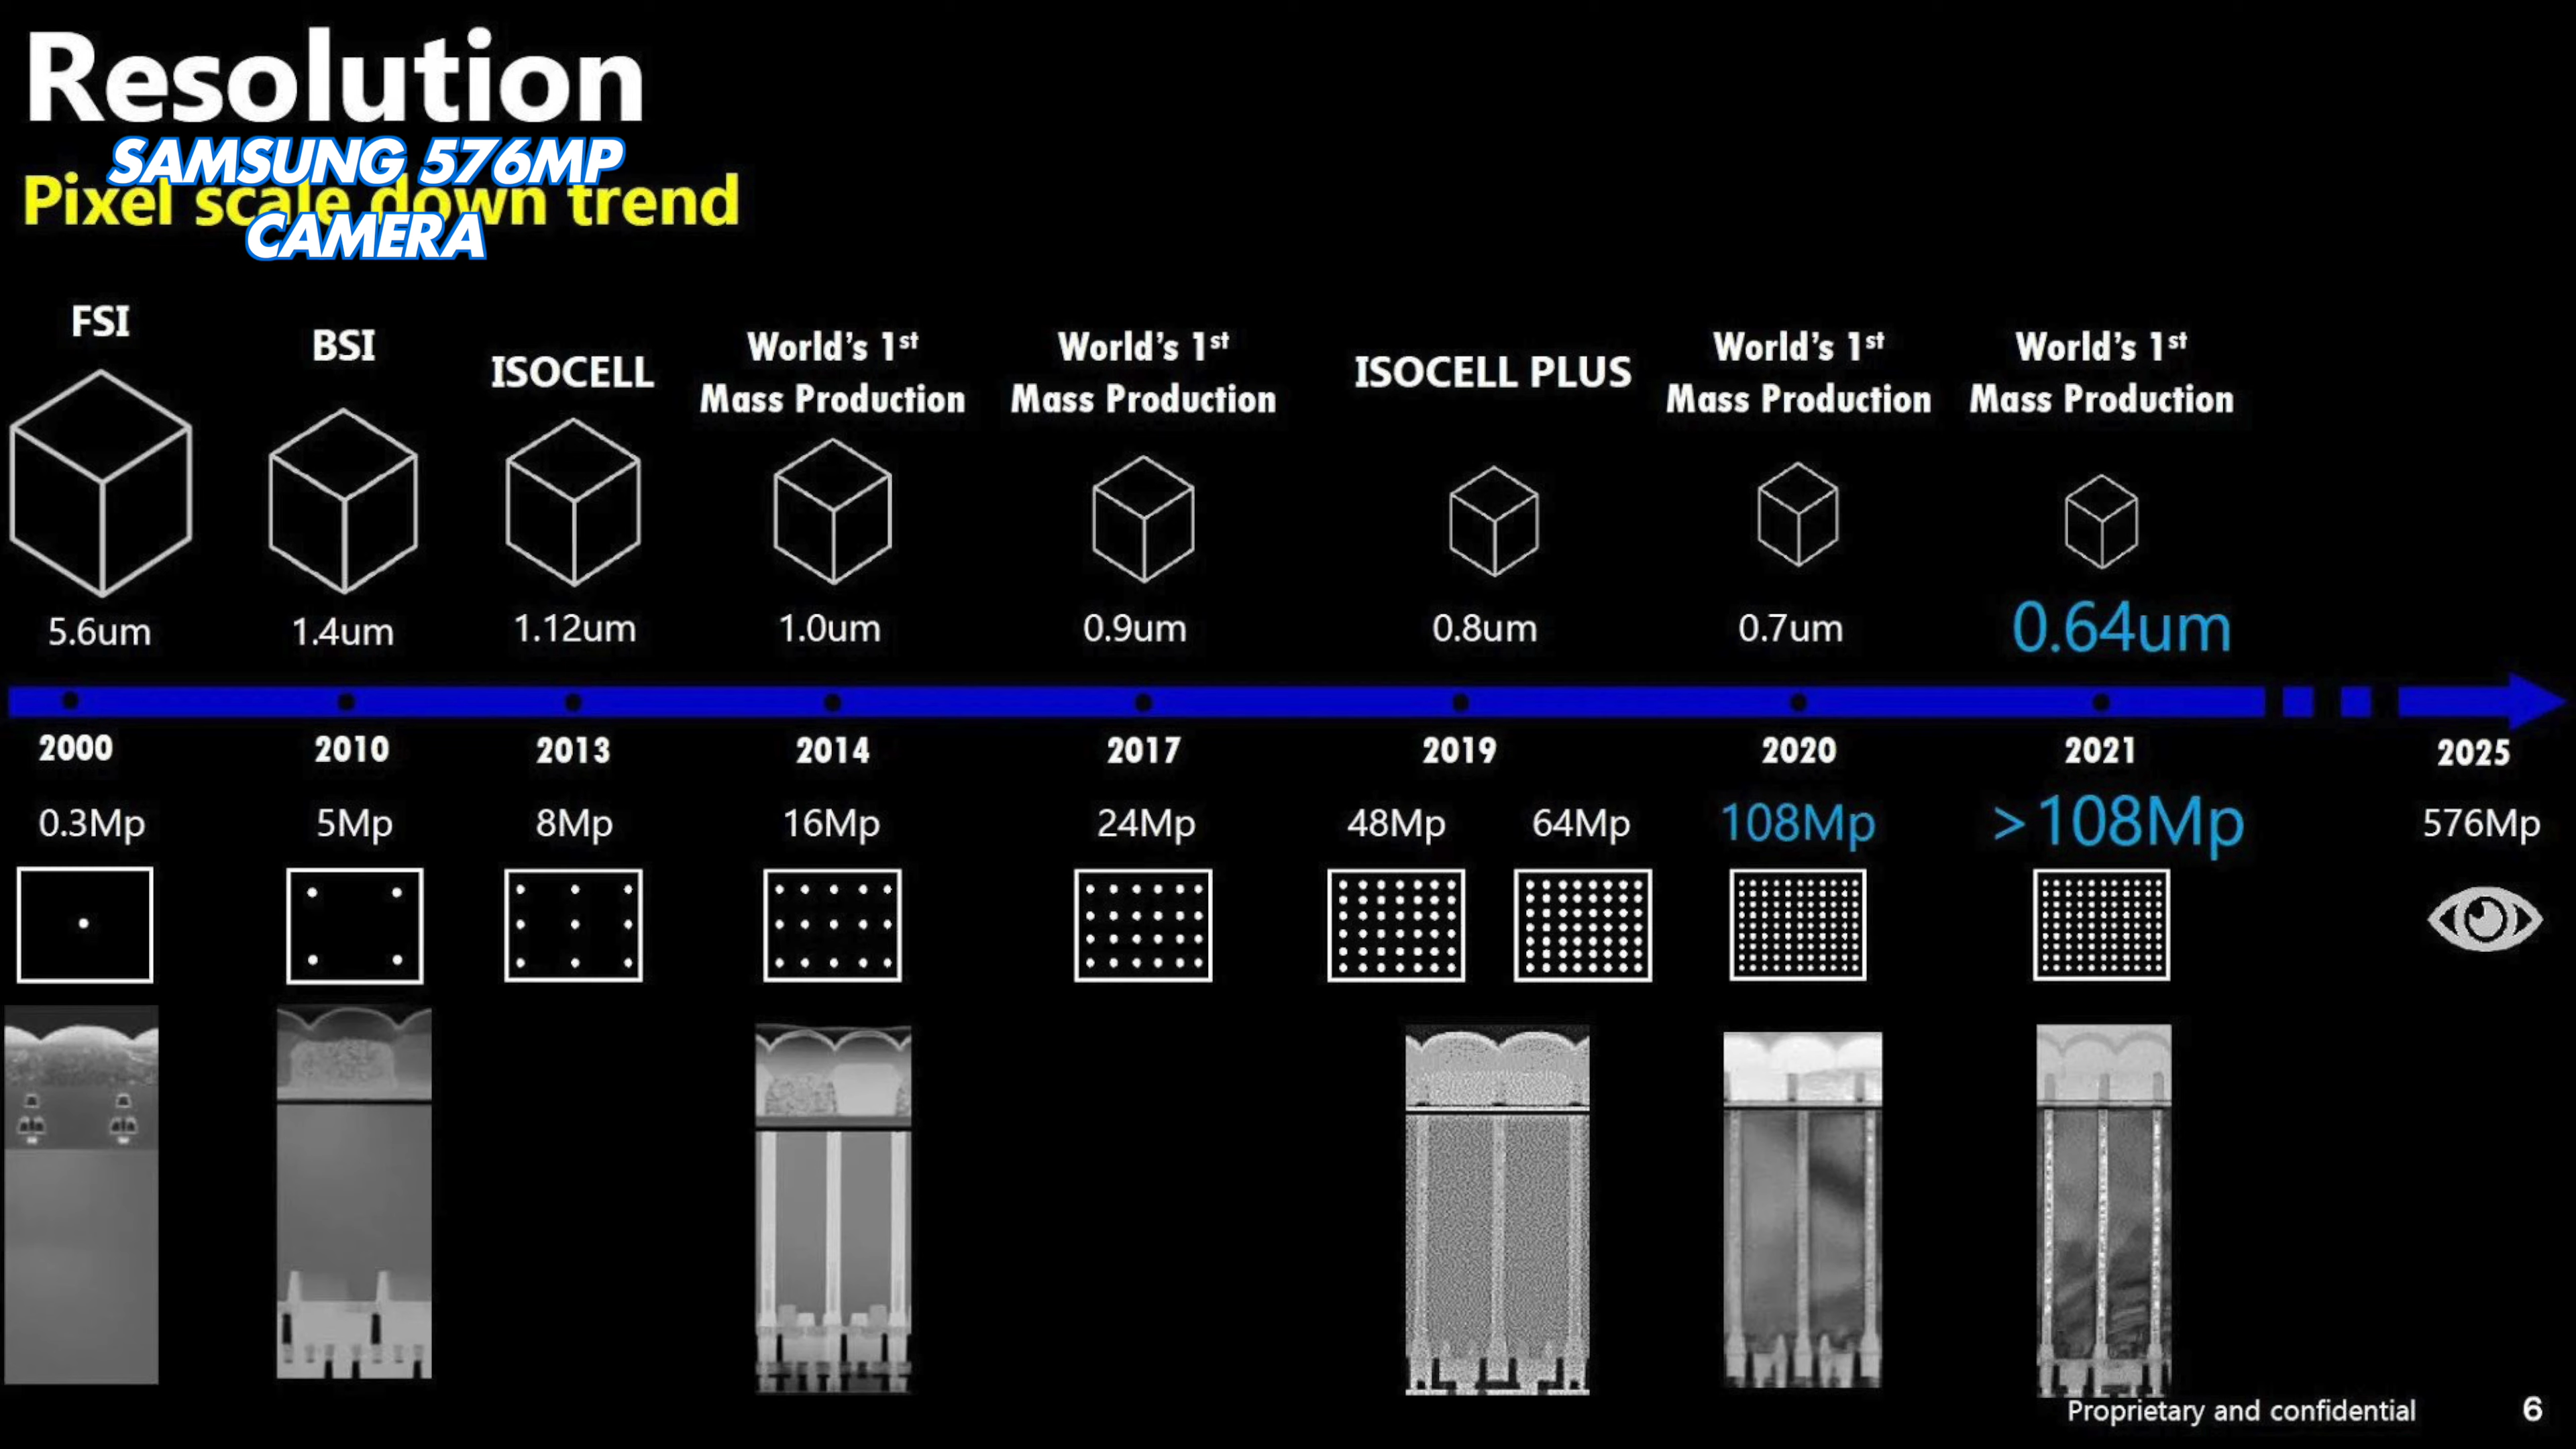 Resolution
SAMSUNG 576MP
CAMERA
Pixel scale down trend
FSI
BSI
ISOCELL
World's 1st
Mass Production
World's 1st
Mass Production
ISOCELL PLUS
World's 1st
Mass Production
World's 1st
Mass Production
5.6um 1.4um 1.12um 1.0um 0.9um 0.8um 0.7um 0.64um
2000 2010 2013 2014 2017 2019 2020 2021 2025
0.3Mp 5Mp 8Mp 16Mp 24Mp 48Mp 64Mp 108Mp >108Mp 576Mp
Proprietary and confidential 6